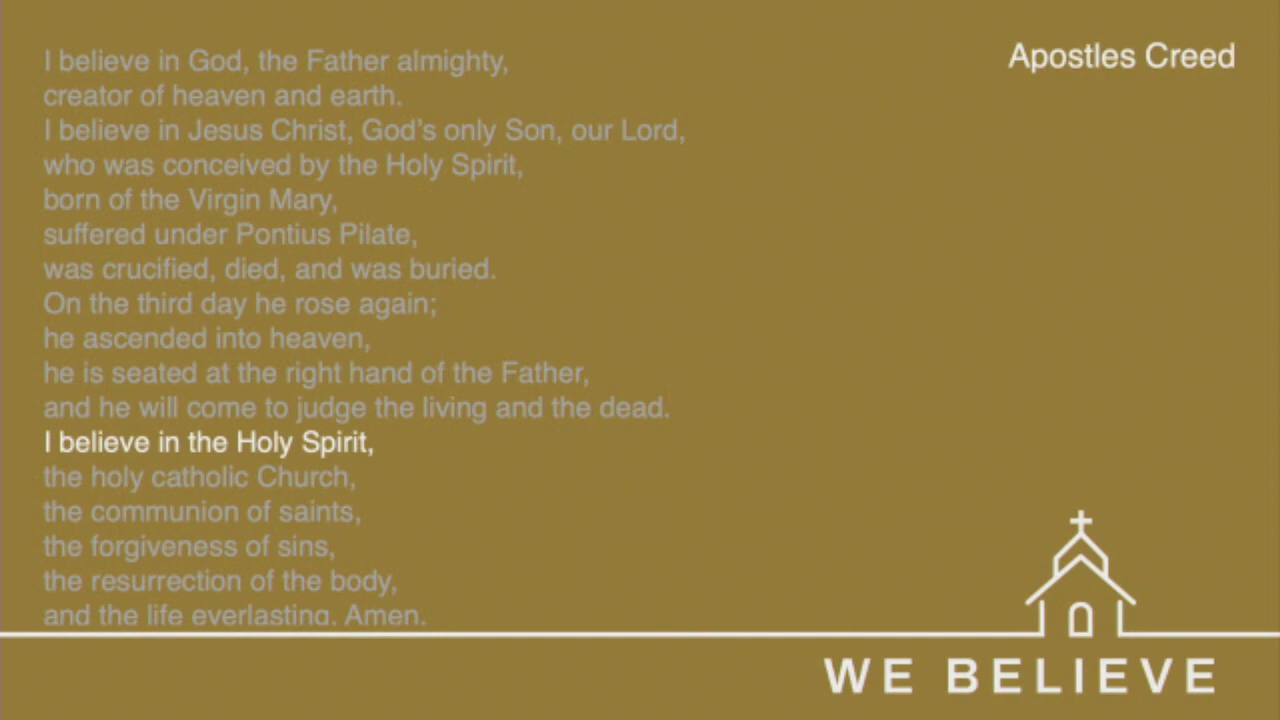 Apostles Creed
I believe in God, the Father almighty,
creator of heaven and earth.
I believe in Jesus Christ, God's only Son, our Lord,
who was conceived by the Holy Spirit,
born of the Virgin Mary,
suffered under Pontius Pilate,
was crucified, died, and was buried.
On the third day he rose again;
he ascended into heaven,
he is seated at the right hand of the Father,
and he will come to judge the living and the dead.
I believe in the Holy Spirit,
the holy catholic Church,
the communion of saints,
the forgiveness of sins,
the resurrection of the body,
and the life everlasting. Amen.
WE BELIEVE